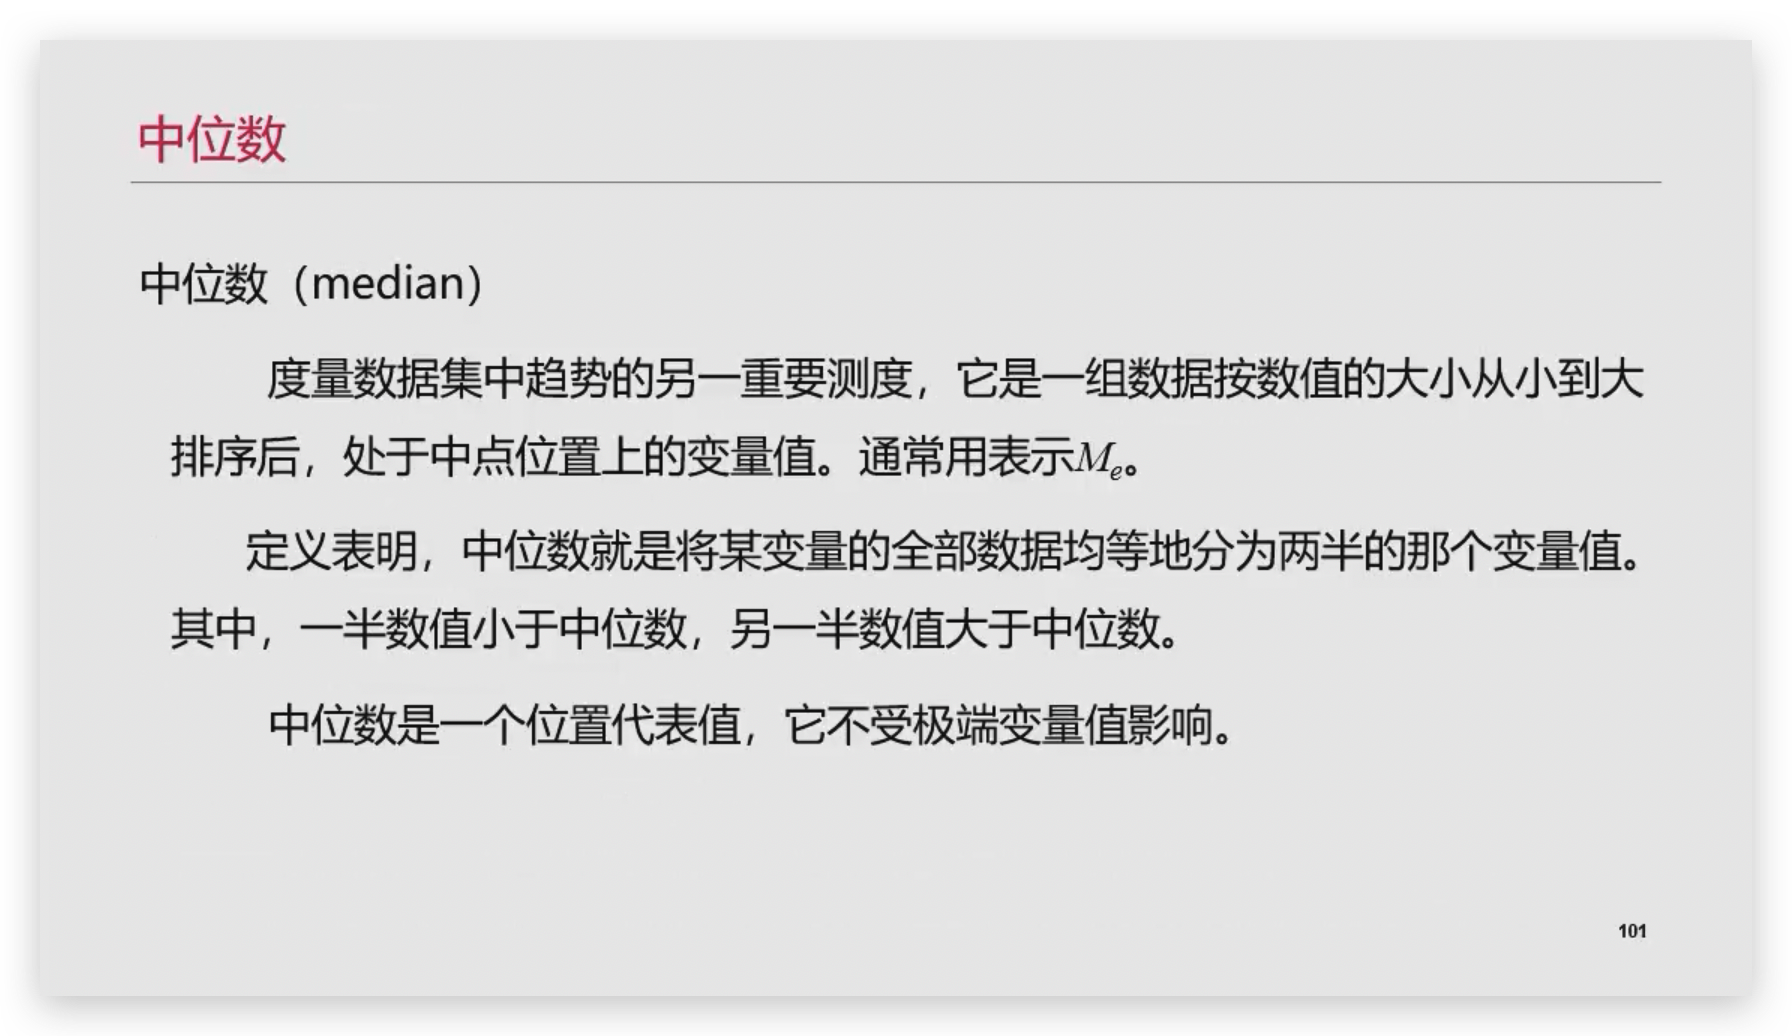 中位数
中位数（median）
度量数据集中趋势的另一重要测度，它是一组数据按数值的大小从小到大
排序后，处于中点位置上的变量值。通常用表示Me。
定义表明，中位数就是将某变量的全部数据均等地分为两半的那个变量值。
其中，一半数值小于中位数，另一半数值大于中位数。
中位数是一个位置代表值，它不受极端变量值影响。
101